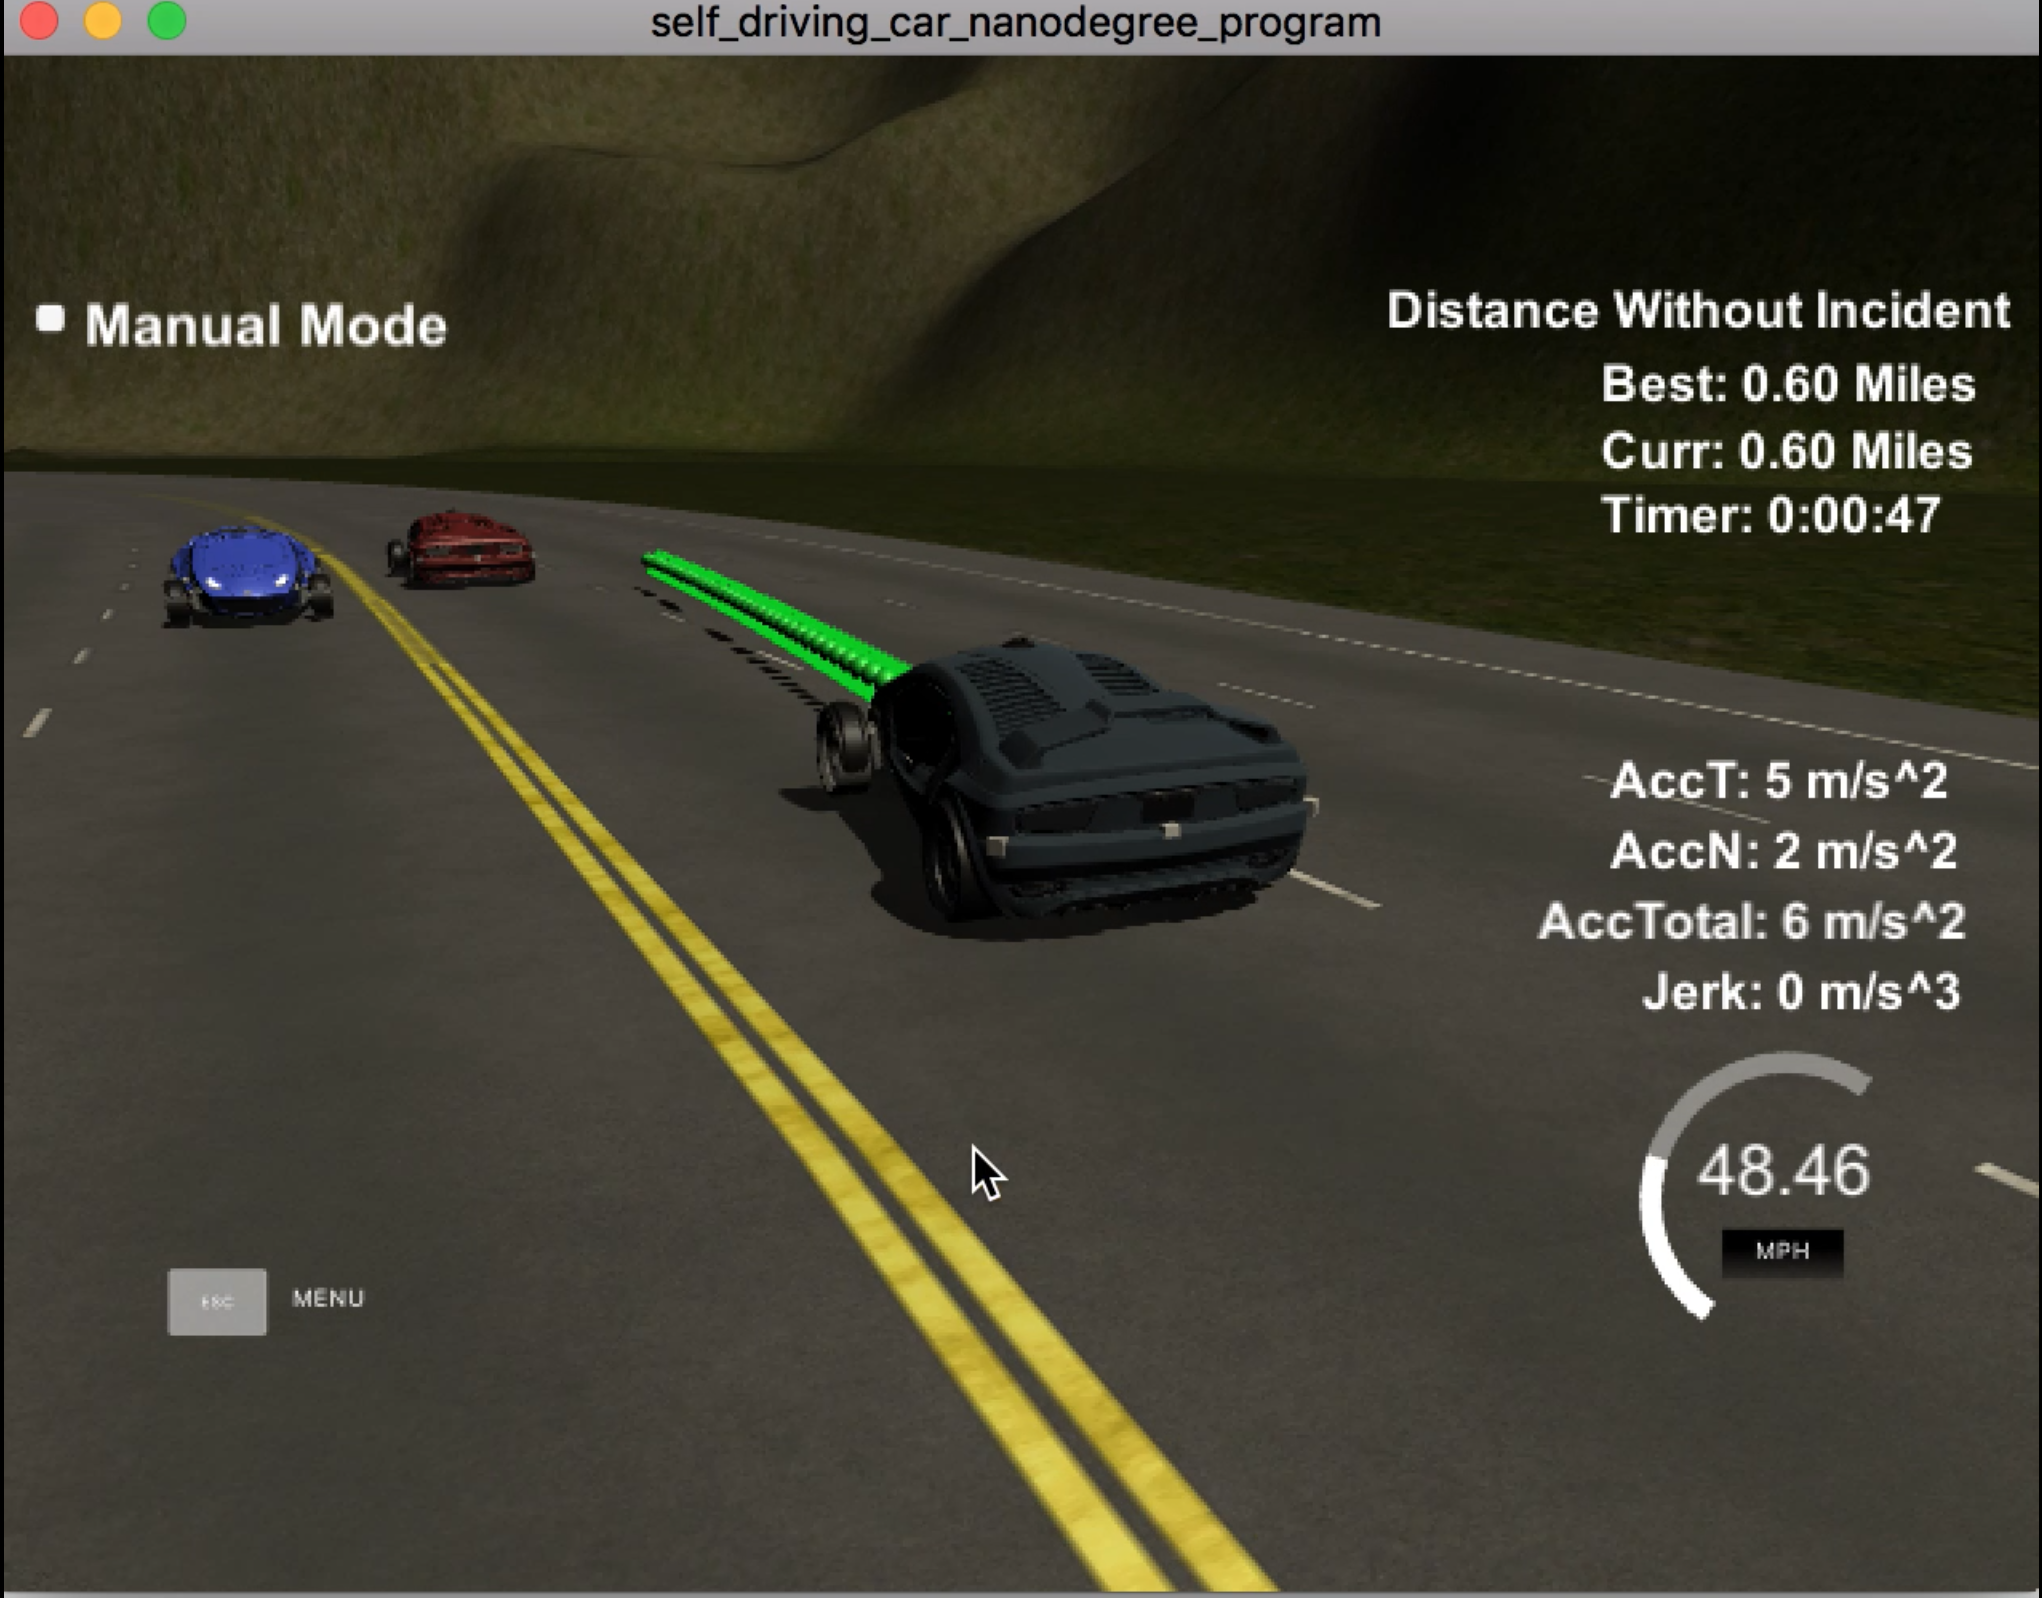 self_driving_car_nanodegree_program
Manual Mode
Distance Without Incident
Best: 0.60 Miles
Curr: 0.60 Miles
Timer: 0:00:47
AccT: 5 m/s^2
AccN: 2 m/s^2
AccTotal: 6 m/s^2
Jerk: 0 m/s^3
48.46
MPH
ESC MENU